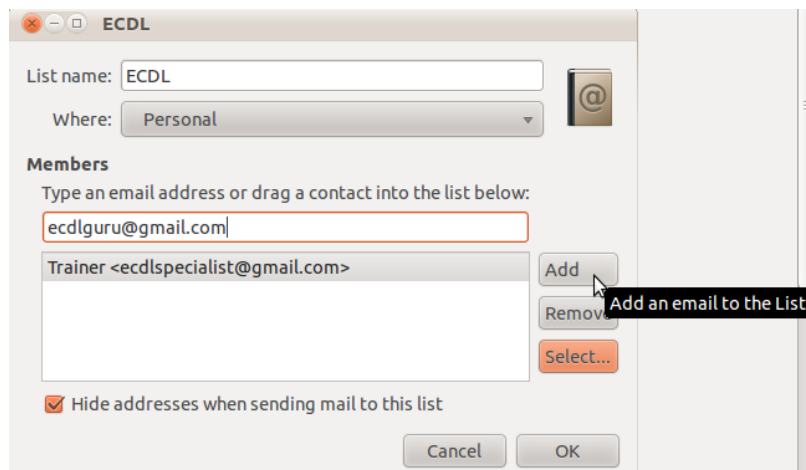 ECDL
List name: ECDL
@
Where: Personal
Members
Type an email address or drag a contact into the list below:
ecdlguru@gmail.com
Trainer <ecdlspecialist@gmail.com>
Add
Add an email to the List
Remove
Select...
Hide addresses when sending mail to this list
Cancel OK